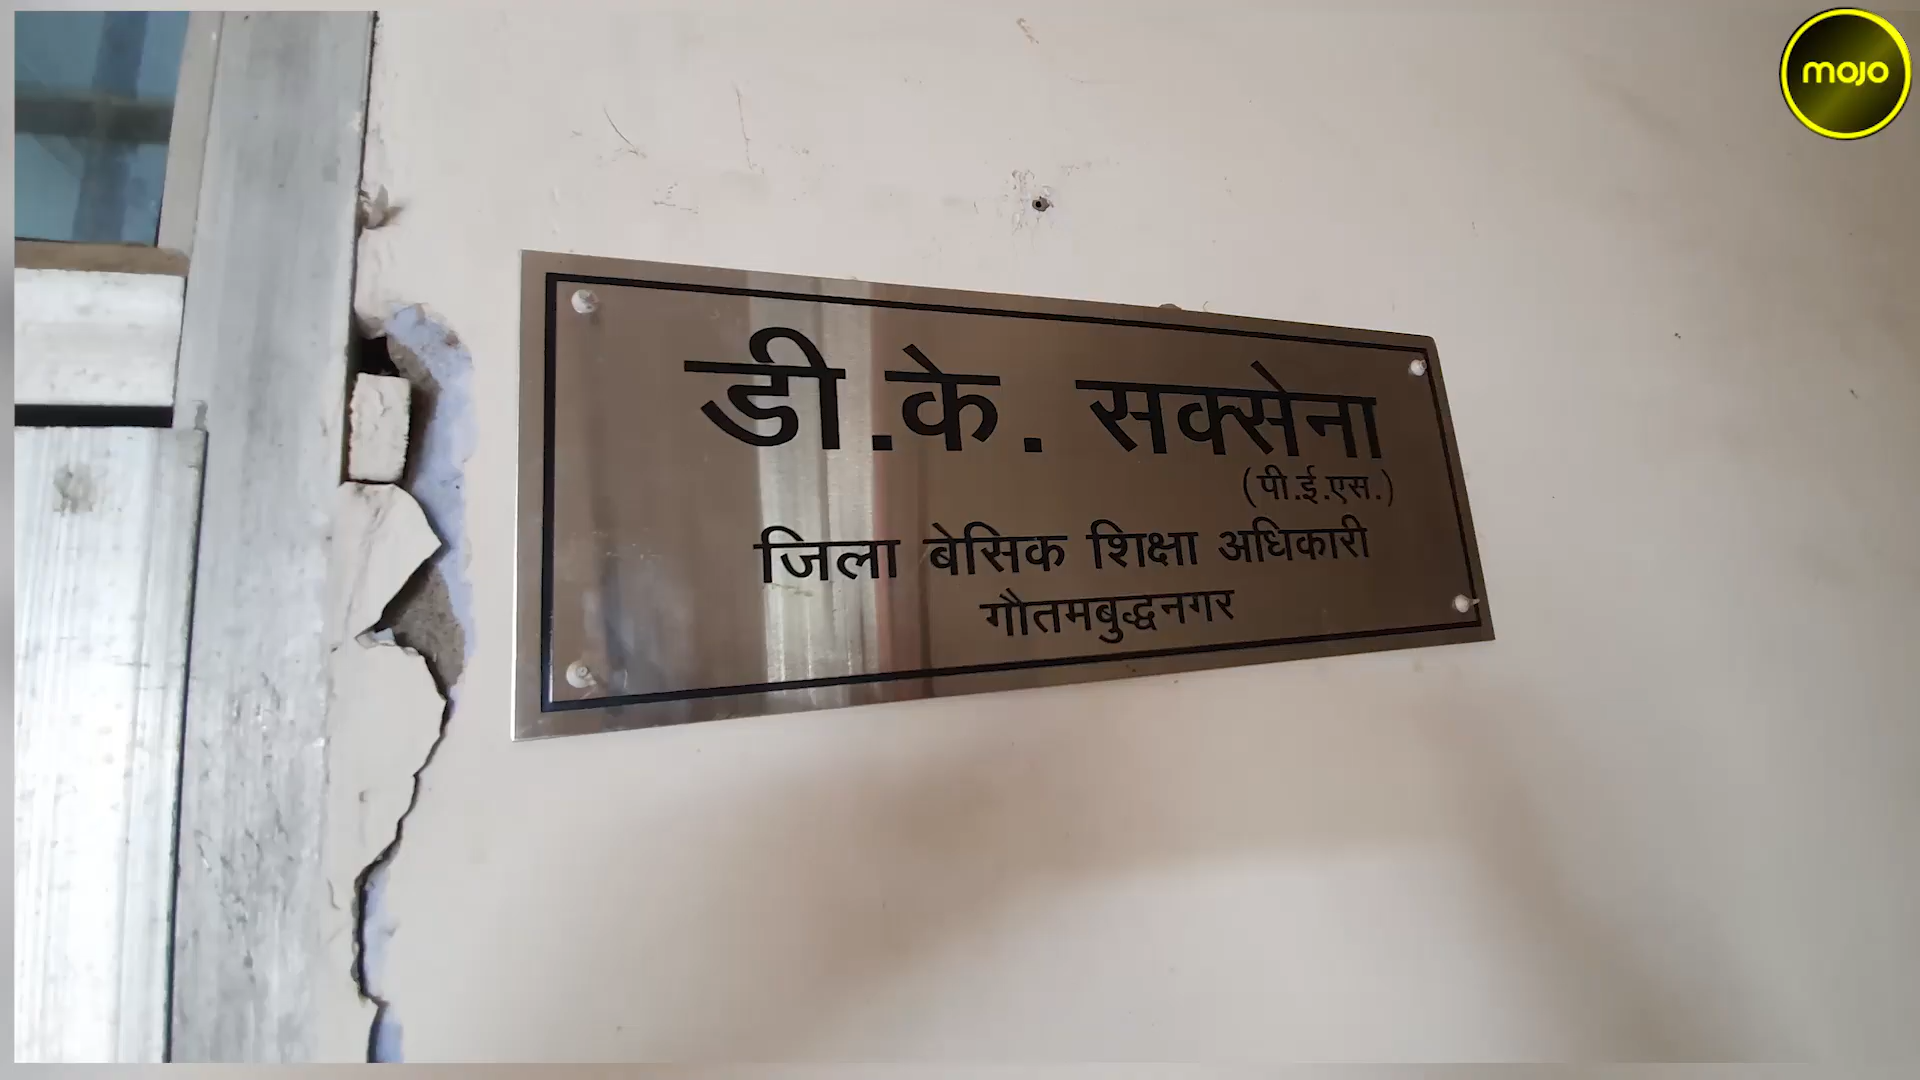 mojo
डी.के. सक्सेना
(पी.ई.एस.)
जिला बेसिक शिक्षा अधिकारी
गौतमबुद्धनगर